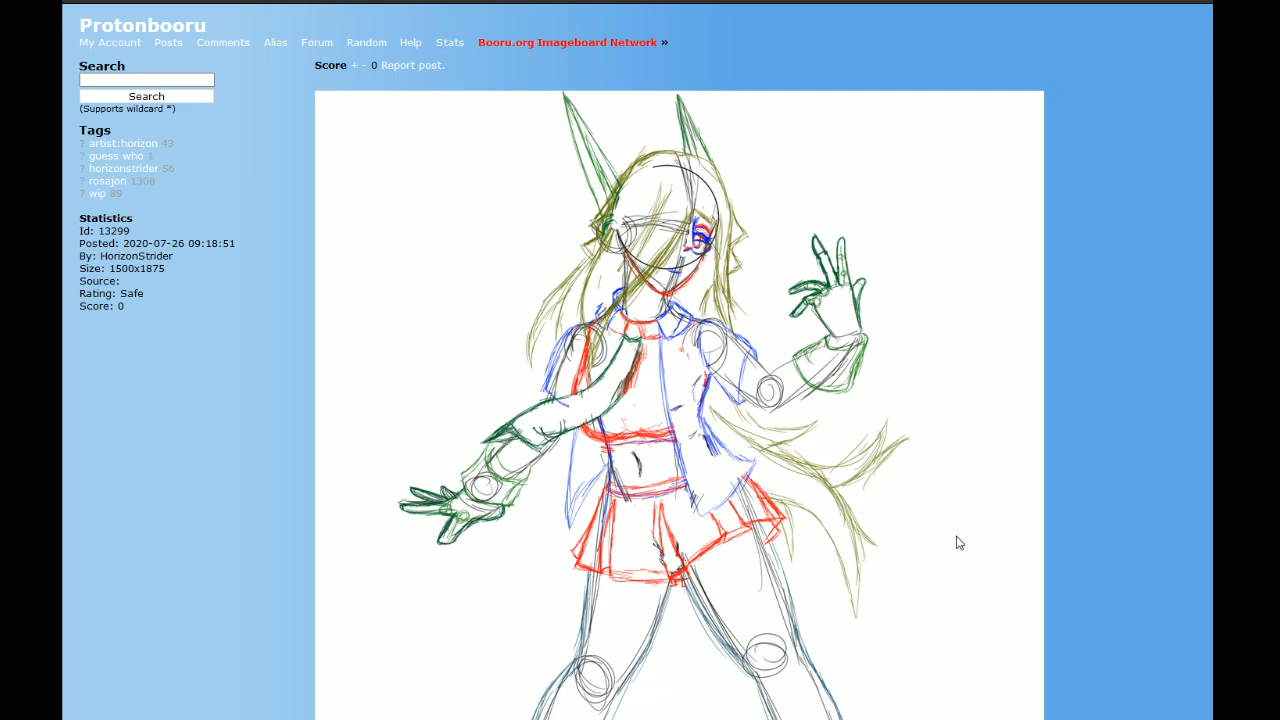 Protonbooru
My Account Posts Comments Alias Forum Random Help Stats Booru.org Imageboard Network »
Search
Search
(Supports wildcard *)
Tags
? artist:horizon 43
? guess who 1
? horizonstrider 56
? rosajon 1308
? wip 89
Statistics
Id: 13299
Posted: 2020-07-26 09:18:51
By: HorizonStrider
Size: 1500x1875
Source:
Rating: Safe
Score: 0
Score + - 0 Report post.